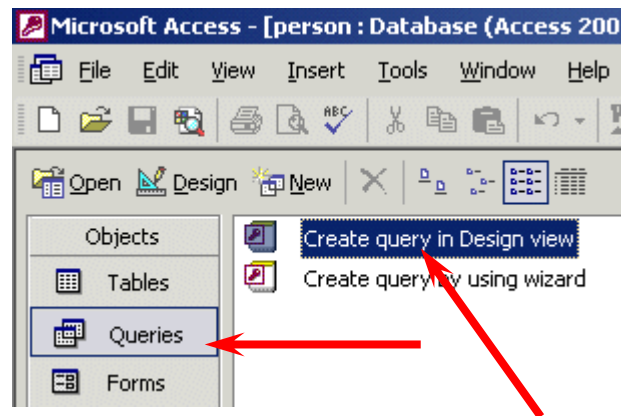 Microsoft Access - [person : Database (Access 200
File Edit View Insert Tools Window Help
ABC
Open Design New
Objects
Create query in Design view
Tables
Create query by using wizard
Queries
Forms